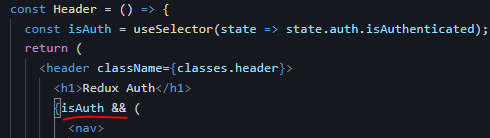 const Header = () => {
const isAuth = useSelector(state => state.auth.isAuthenticated);
return (
<header className={classes.header}>
<h1>Redux Auth</h1>
{isAuth && (
<nav>